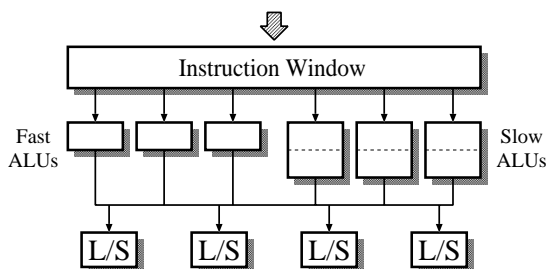 Instruction Window
Fast
ALUs
Slow
ALUs
L/S
L/S
L/S
L/S